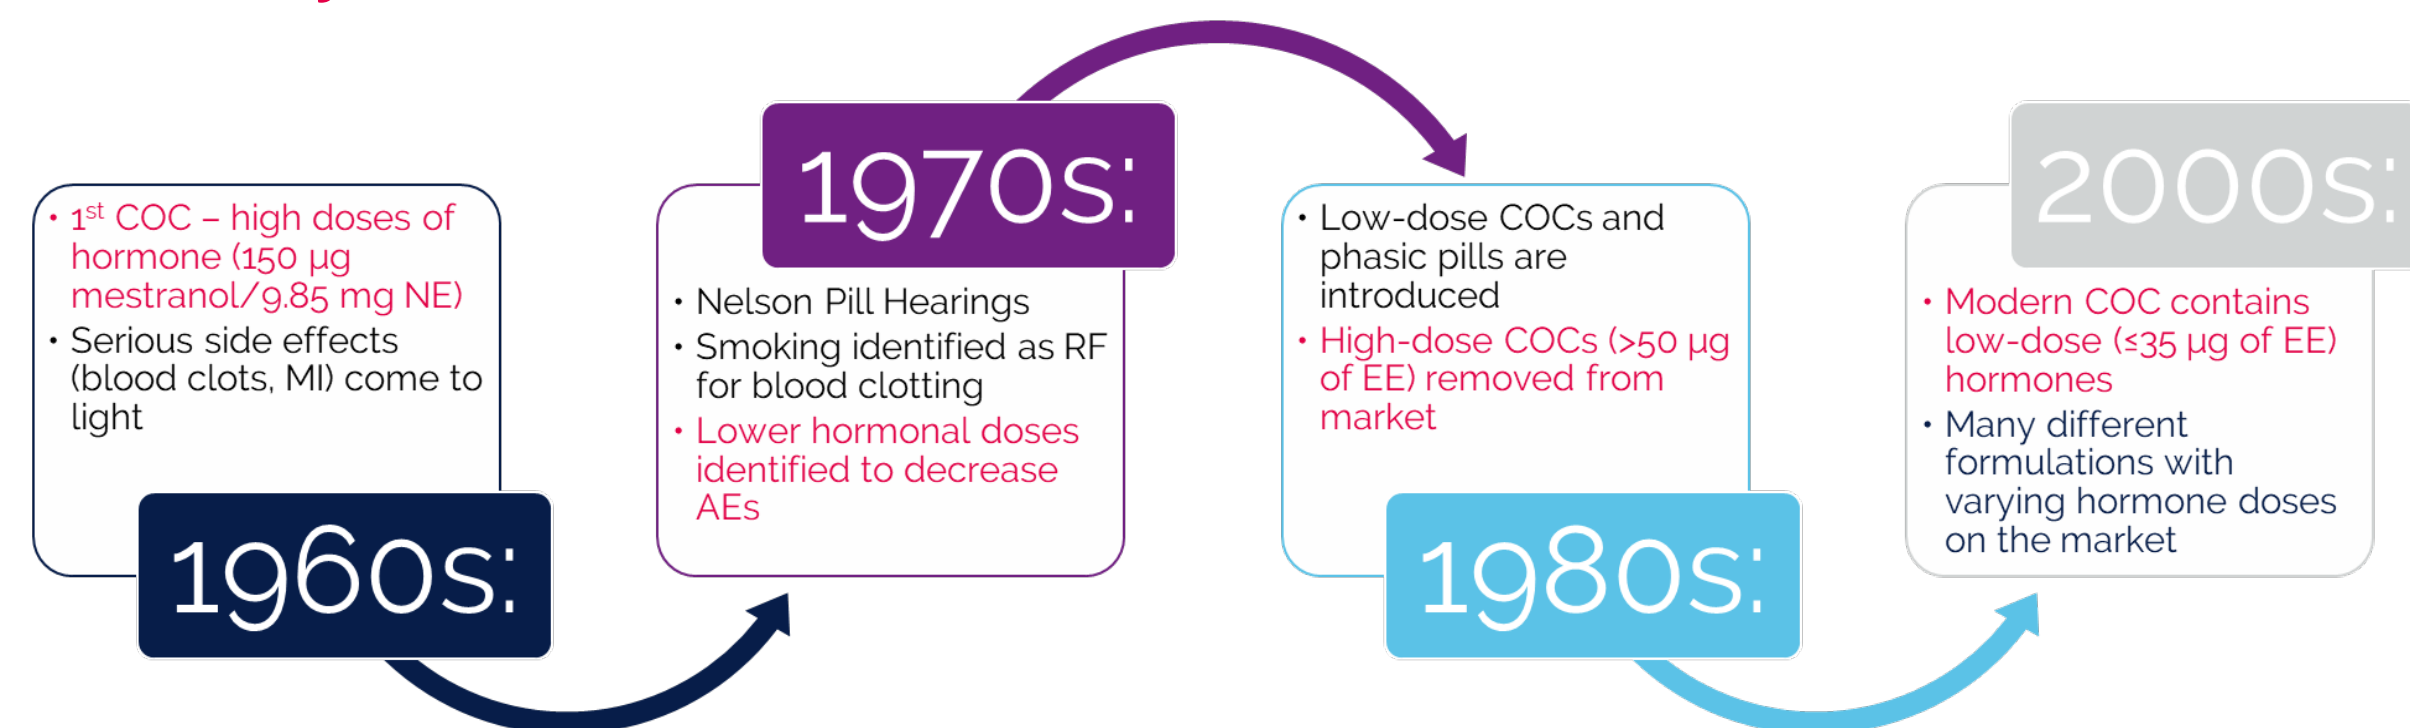 • 1st COC – high doses of
hormone (150 µg
mestranol/9.85 mg NE)
• Serious side effects
(blood clots, MI) come to
light
1960s:
1970s:
• Nelson Pill Hearings
• Smoking identified as RF
for blood clotting
• Lower hormonal doses
identified to decrease
AEs
• Low-dose COCs and
phasic pills are
introduced
• High-dose COCs (>50 µg
of EE) removed from
market
1980s:
2000s:
• Modern COC contains
low-dose (≤35 µg of EE)
hormones
• Many different
formulations with
varying hormone doses
on the market